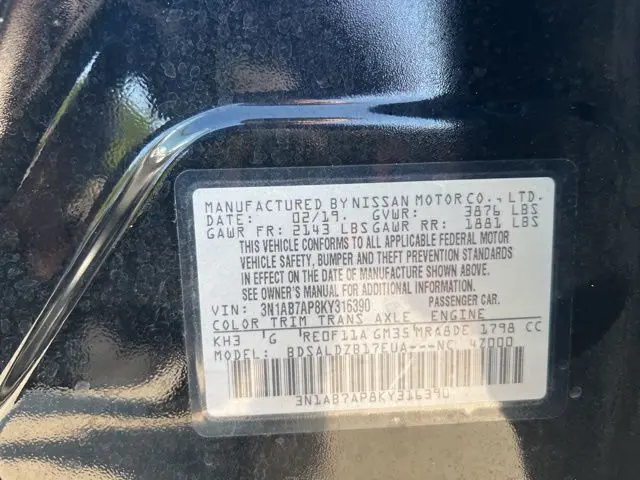 MANUFACTURED BY NISSAN MOTOR CO., LTD.
DATE: 02/19. GVWR: 3876 LBS
GAWR FR: 2143 LBS GAWR RR: 1881 LBS
THIS VEHICLE CONFORMS TO ALL APPLICABLE FEDERAL MOTOR
VEHICLE SAFETY, BUMPER AND THEFT PREVENTION STANDARDS
IN EFFECT ON THE DATE OF MANUFACTURE SHOWN ABOVE.
SEE OWNER'S MANUAL FOR ADDITIONAL INFORMATION.
VIN: 3N1AB7AP8KY316390 PASSENGER CAR.
COLOR TRIM TRANS AXLE ENGINE
KH3 G RE0F11A GM35 MRA8DE 1798 CC
MODEL: BDSALDZB17EUA---NC 4Z000
3N1AB7AP8KY316390